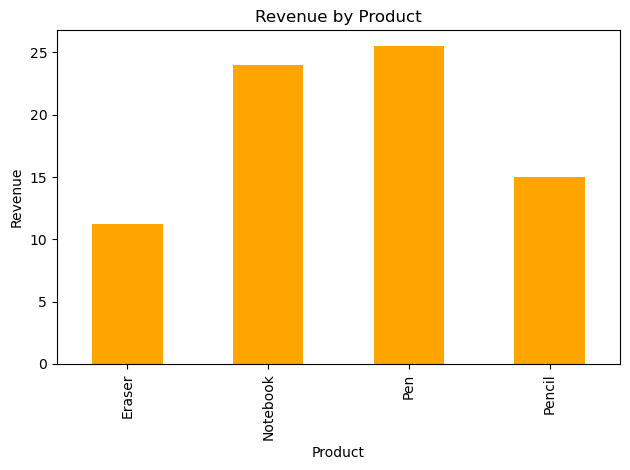 Revenue by Product
Revenue
25
20
15
10
5
0
Eraser
Notebook
Pen
Pencil
Product